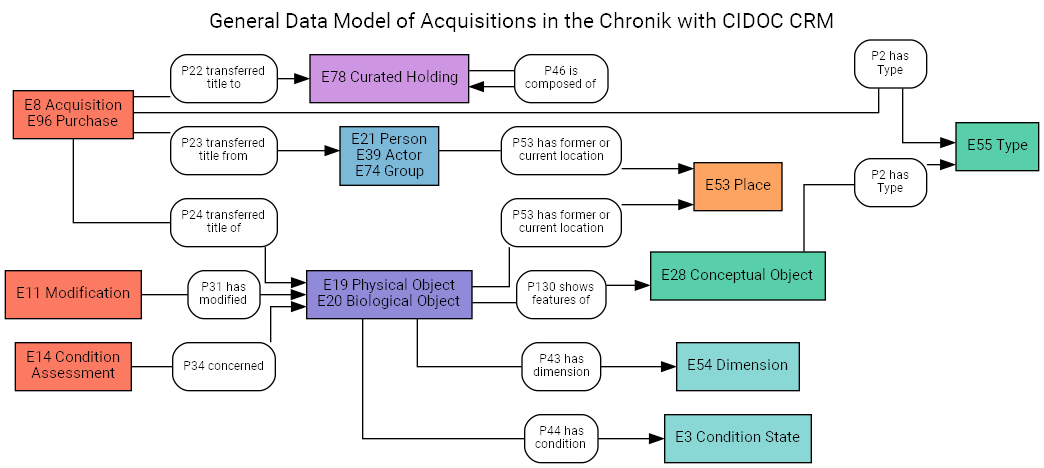 General Data Model of Acquisitions in the Chronik with CIDOC CRM
P22 transferred
title to
E78 Curated Holding
P46 is
composed of
P2 has
Type
E8 Acquisition
E96 Purchase
P23 transferred
title from
E21 Person
E39 Actor
E74 Group
P53 has former or
current location
E55 Type
E53 Place
P2 has
Type
P24 transferred
title of
P53 has former or
current location
E11 Modification
P31 has
modified
E19 Physical Object
E20 Biological Object
P130 shows
features of
E28 Conceptual Object
E14 Condition
Assessment
P34 concerned
P43 has
dimension
E54 Dimension
P44 has
condition
E3 Condition State